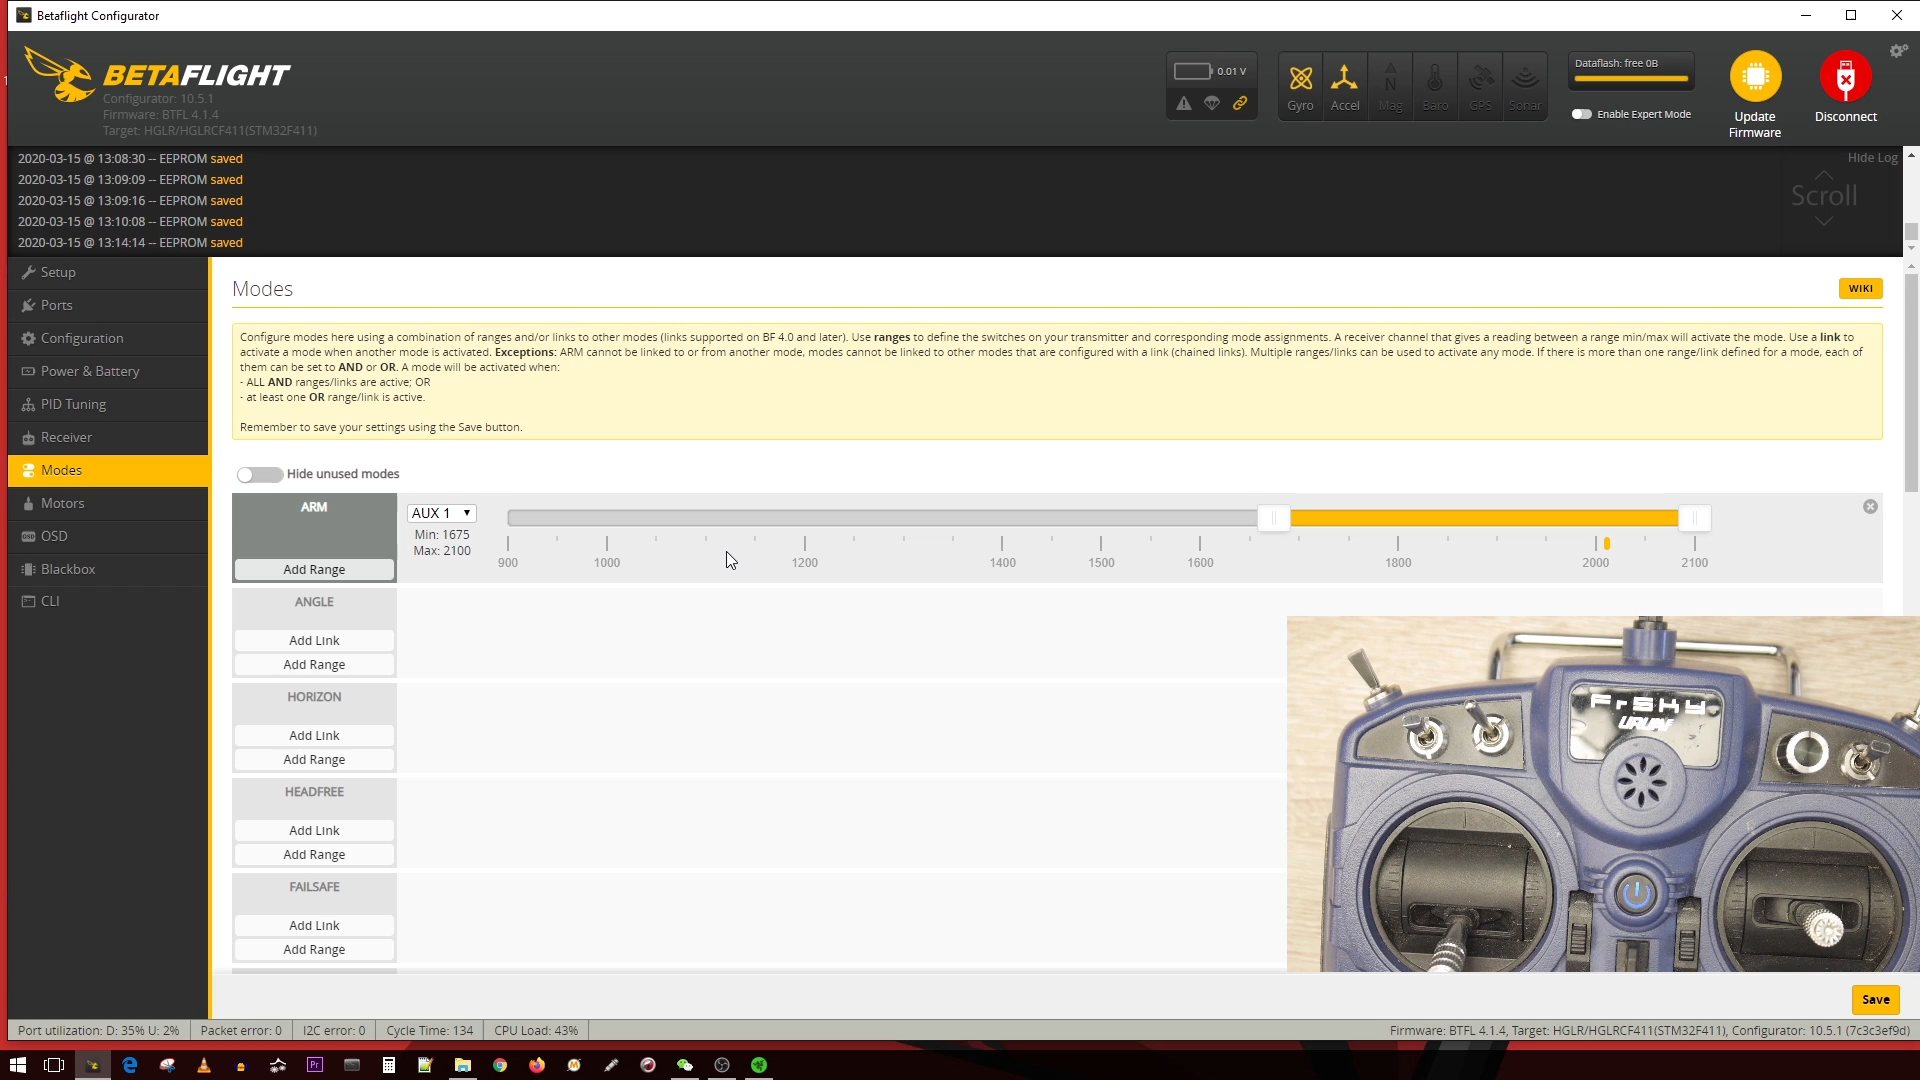 Betaflight Configurator
BETAFLIGHT
Configurator: 10.5.1
Firmware: BTFL 4.1.4
Target: HGLR/HGLRCF411(STM32F411)
0.01 V
Gyro
Accel
Mag
Baro
GPS
Sonar
Dataflash: free 0B
Enable Expert Mode
Update
Firmware
Disconnect
2020-03-15 @ 13:08:30 -- EEPROM saved
2020-03-15 @ 13:09:09 -- EEPROM saved
2020-03-15 @ 13:09:16 -- EEPROM saved
2020-03-15 @ 13:10:08 -- EEPROM saved
2020-03-15 @ 13:14:14 -- EEPROM saved
Hide Log
Scroll
Setup
Ports
Configuration
Power & Battery
PID Tuning
Receiver
Modes
Motors
OSD
Blackbox
CLI
Modes
WIKI
Configure modes here using a combination of ranges and/or links to other modes (links supported on BF 4.0 and later). Use ranges to define the switches on your transmitter and corresponding mode assignments. A receiver channel that gives a reading between a range min/max will activate the mode. Use a link to
activate a mode when another mode is activated. Exceptions: ARM cannot be linked to or from another mode, modes cannot be linked to other modes that are configured with a link (chained links). Multiple ranges/links can be used to activate any mode. If there is more than one range/link defined for a mode, each of
them can be set to AND or OR. A mode will be activated when:
- ALL AND ranges/links are active; OR
- at least one OR range/link is active.
Remember to save your settings using the Save button.
Hide unused modes
ARM
Add Range
AUX 1
Min: 1675
Max: 2100
900
1000
1200
1400
1500
1600
1800
2000
2100
ANGLE
Add Link
Add Range
HORIZON
Add Link
Add Range
HEADFREE
Add Link
Add Range
FAILSAFE
Add Link
Add Range
FrSky
URUAV
Save
Port utilization: D: 35% U: 2%
Packet error: 0
I2C error: 0
Cycle Time: 134
CPU Load: 43%
Firmware: BTFL 4.1.4, Target: HGLR/HGLRCF411(STM32F411), Configurator: 10.5.1 (7c3c3ef9d)
Pr